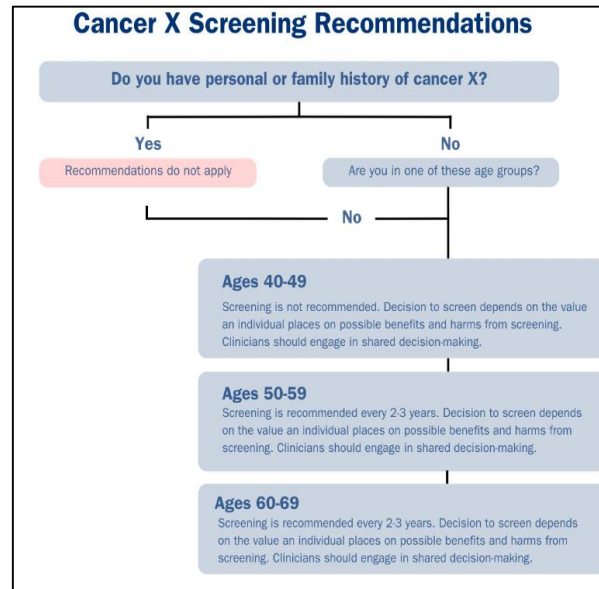 Cancer X Screening Recommendations
Do you have personal or family history of cancer X?
Yes
No
Recommendations do not apply
Are you in one of these age groups?
No
Ages 40-49
Screening is not recommended. Decision to screen depends on the value
an individual places on possible benefits and harms from screening.
Clinicians should engage in shared decision-making.
Ages 50-59
Screening is recommended every 2-3 years. Decision to screen depends
on the value an individual places on possible benefits and harms from
screening. Clinicians should engage in shared decision-making.
Ages 60-69
Screening is recommended every 2-3 years. Decision to screen depends
on the value an individual places on possible benefits and harms from
screening. Clinicians should engage in shared decision-making.